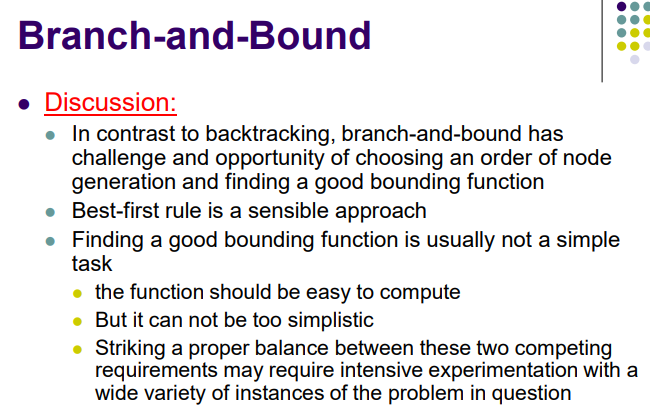 Branch-and-Bound
Discussion:
In contrast to backtracking, branch-and-bound has
challenge and opportunity of choosing an order of node
generation and finding a good bounding function
Best-first rule is a sensible approach
Finding a good bounding function is usually not a simple
task
the function should be easy to compute
But it can not be too simplistic
Striking a proper balance between these two competing
requirements may require intensive experimentation with a
wide variety of instances of the problem in question